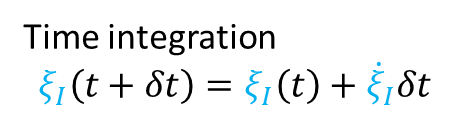 Time integration
ξ_I(t + δt) = ξ_I(t) + ξ̇_I δt